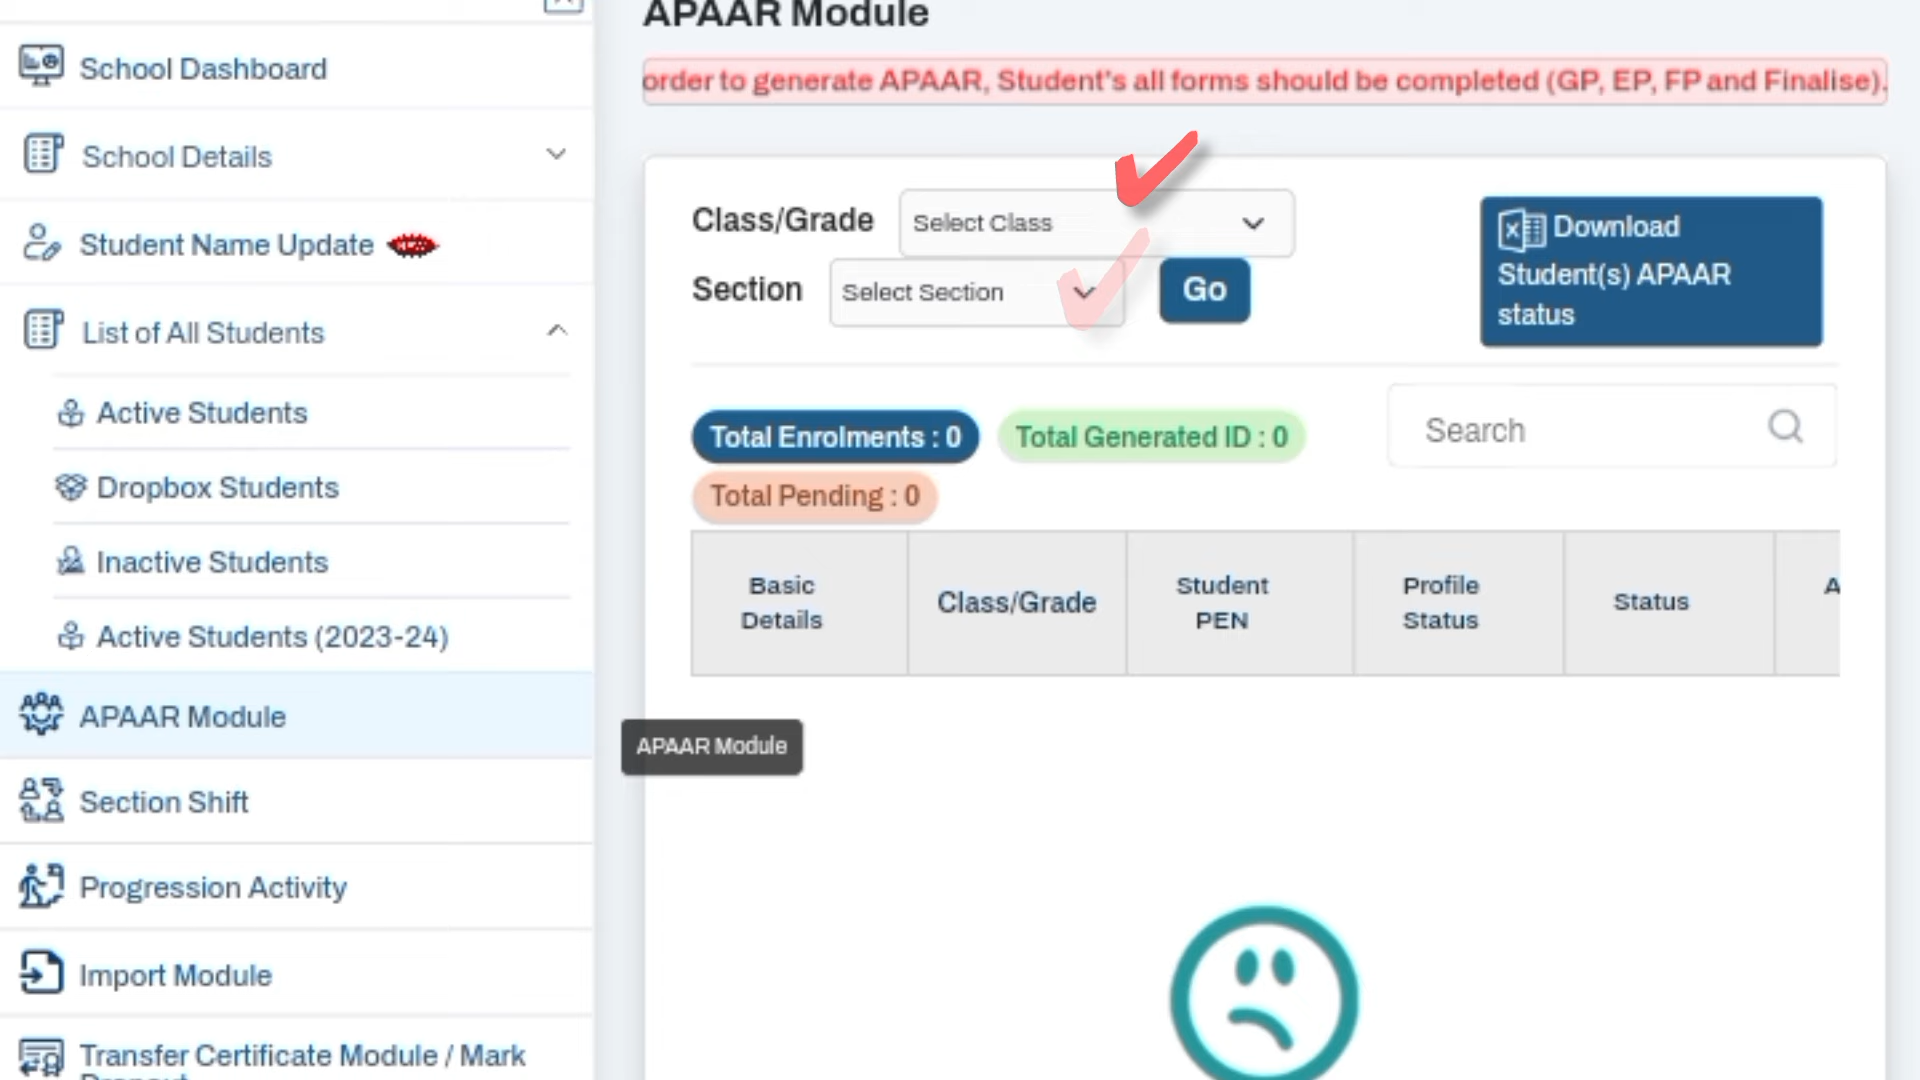 APAAR Module
order to generate APAAR, Student's all forms should be completed (GP, EP, FP and Finalise).
School Dashboard
School Details
Student Name Update
List of All Students
Active Students
Dropbox Students
Inactive Students
Active Students (2023-24)
APAAR Module
Section Shift
Progression Activity
Import Module
Transfer Certificate Module / Mark
Class/Grade
Select Class
Section
Select Section
Go
Download
Student(s) APAAR
status
Total Enrolments : 0
Total Generated ID : 0
Total Pending : 0
Search
Basic
Details
Class/Grade
Student
PEN
Profile
Status
Status
A
APAAR Module